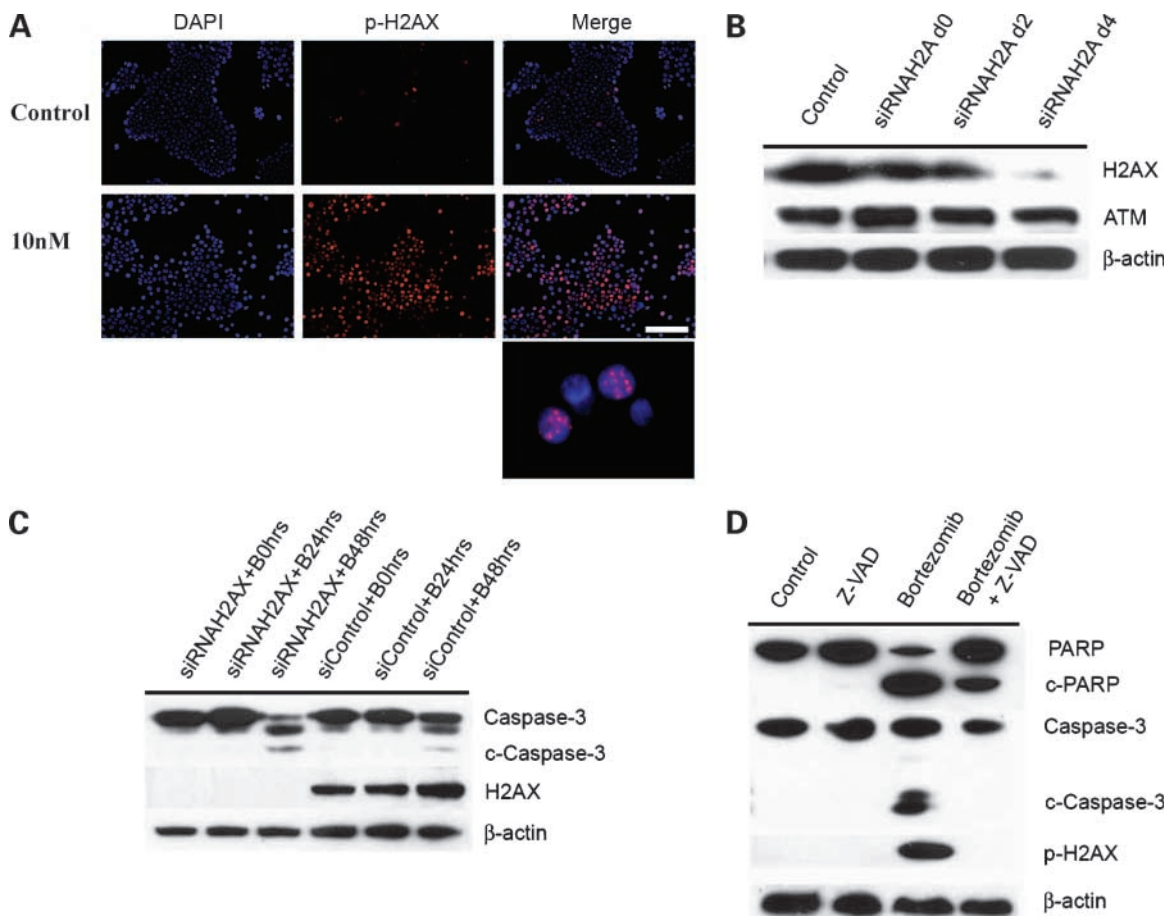 A
DAPI
p-H2AX
Merge
Control
10nM
B
Control
siRNAH2A d0
siRNAH2A d2
siRNAH2A d4
H2AX
ATM
β-actin
C
siRNAH2AX+B0hrs
siRNAH2AX+B24hrs
siRNAH2AX+B48hrs
siControl+B0hrs
siControl+B24hrs
siControl+B48hrs
Caspase-3
c-Caspase-3
H2AX
β-actin
D
Control
Z-VAD
Bortezomib
Bortezomib
+ Z-VAD
PARP
c-PARP
Caspase-3
c-Caspase-3
p-H2AX
β-actin